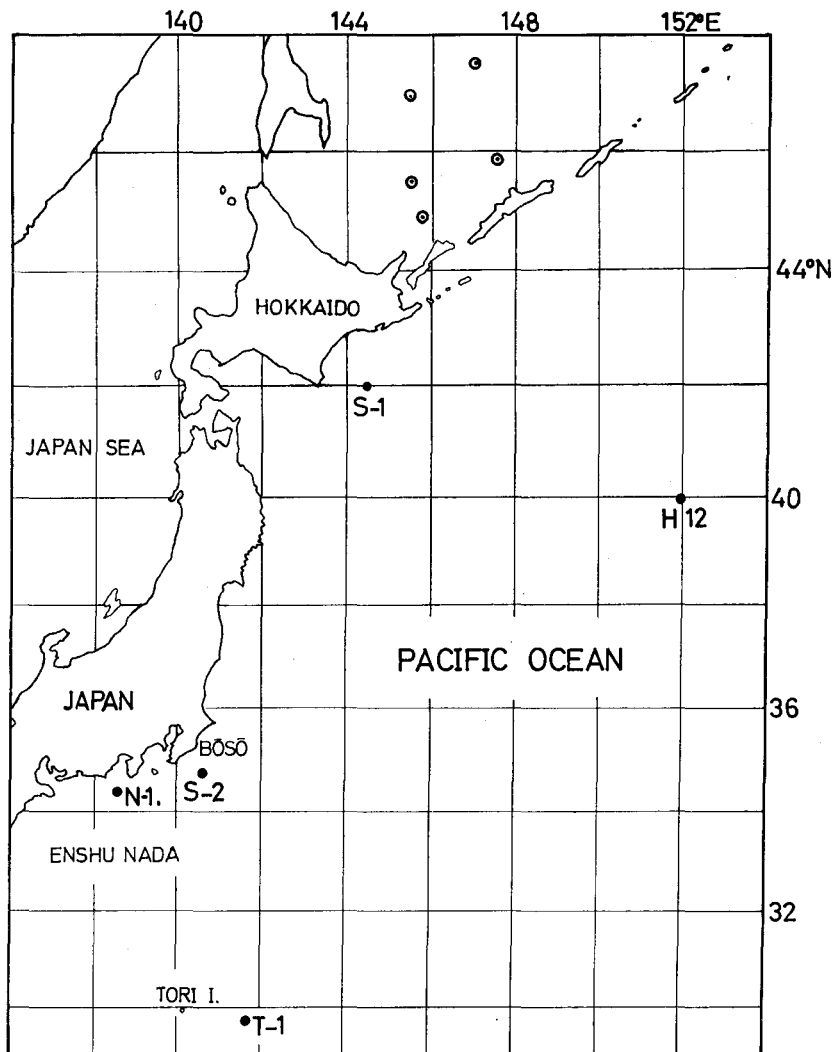 140 144 148 152°E
44°N
HOKKAIDO
S-1
JAPAN SEA
40
H 12
PACIFIC OCEAN
JAPAN
36
BŌSŌ
N-1.
S-2
ENSHU NADA
32
TORI I.
T-1